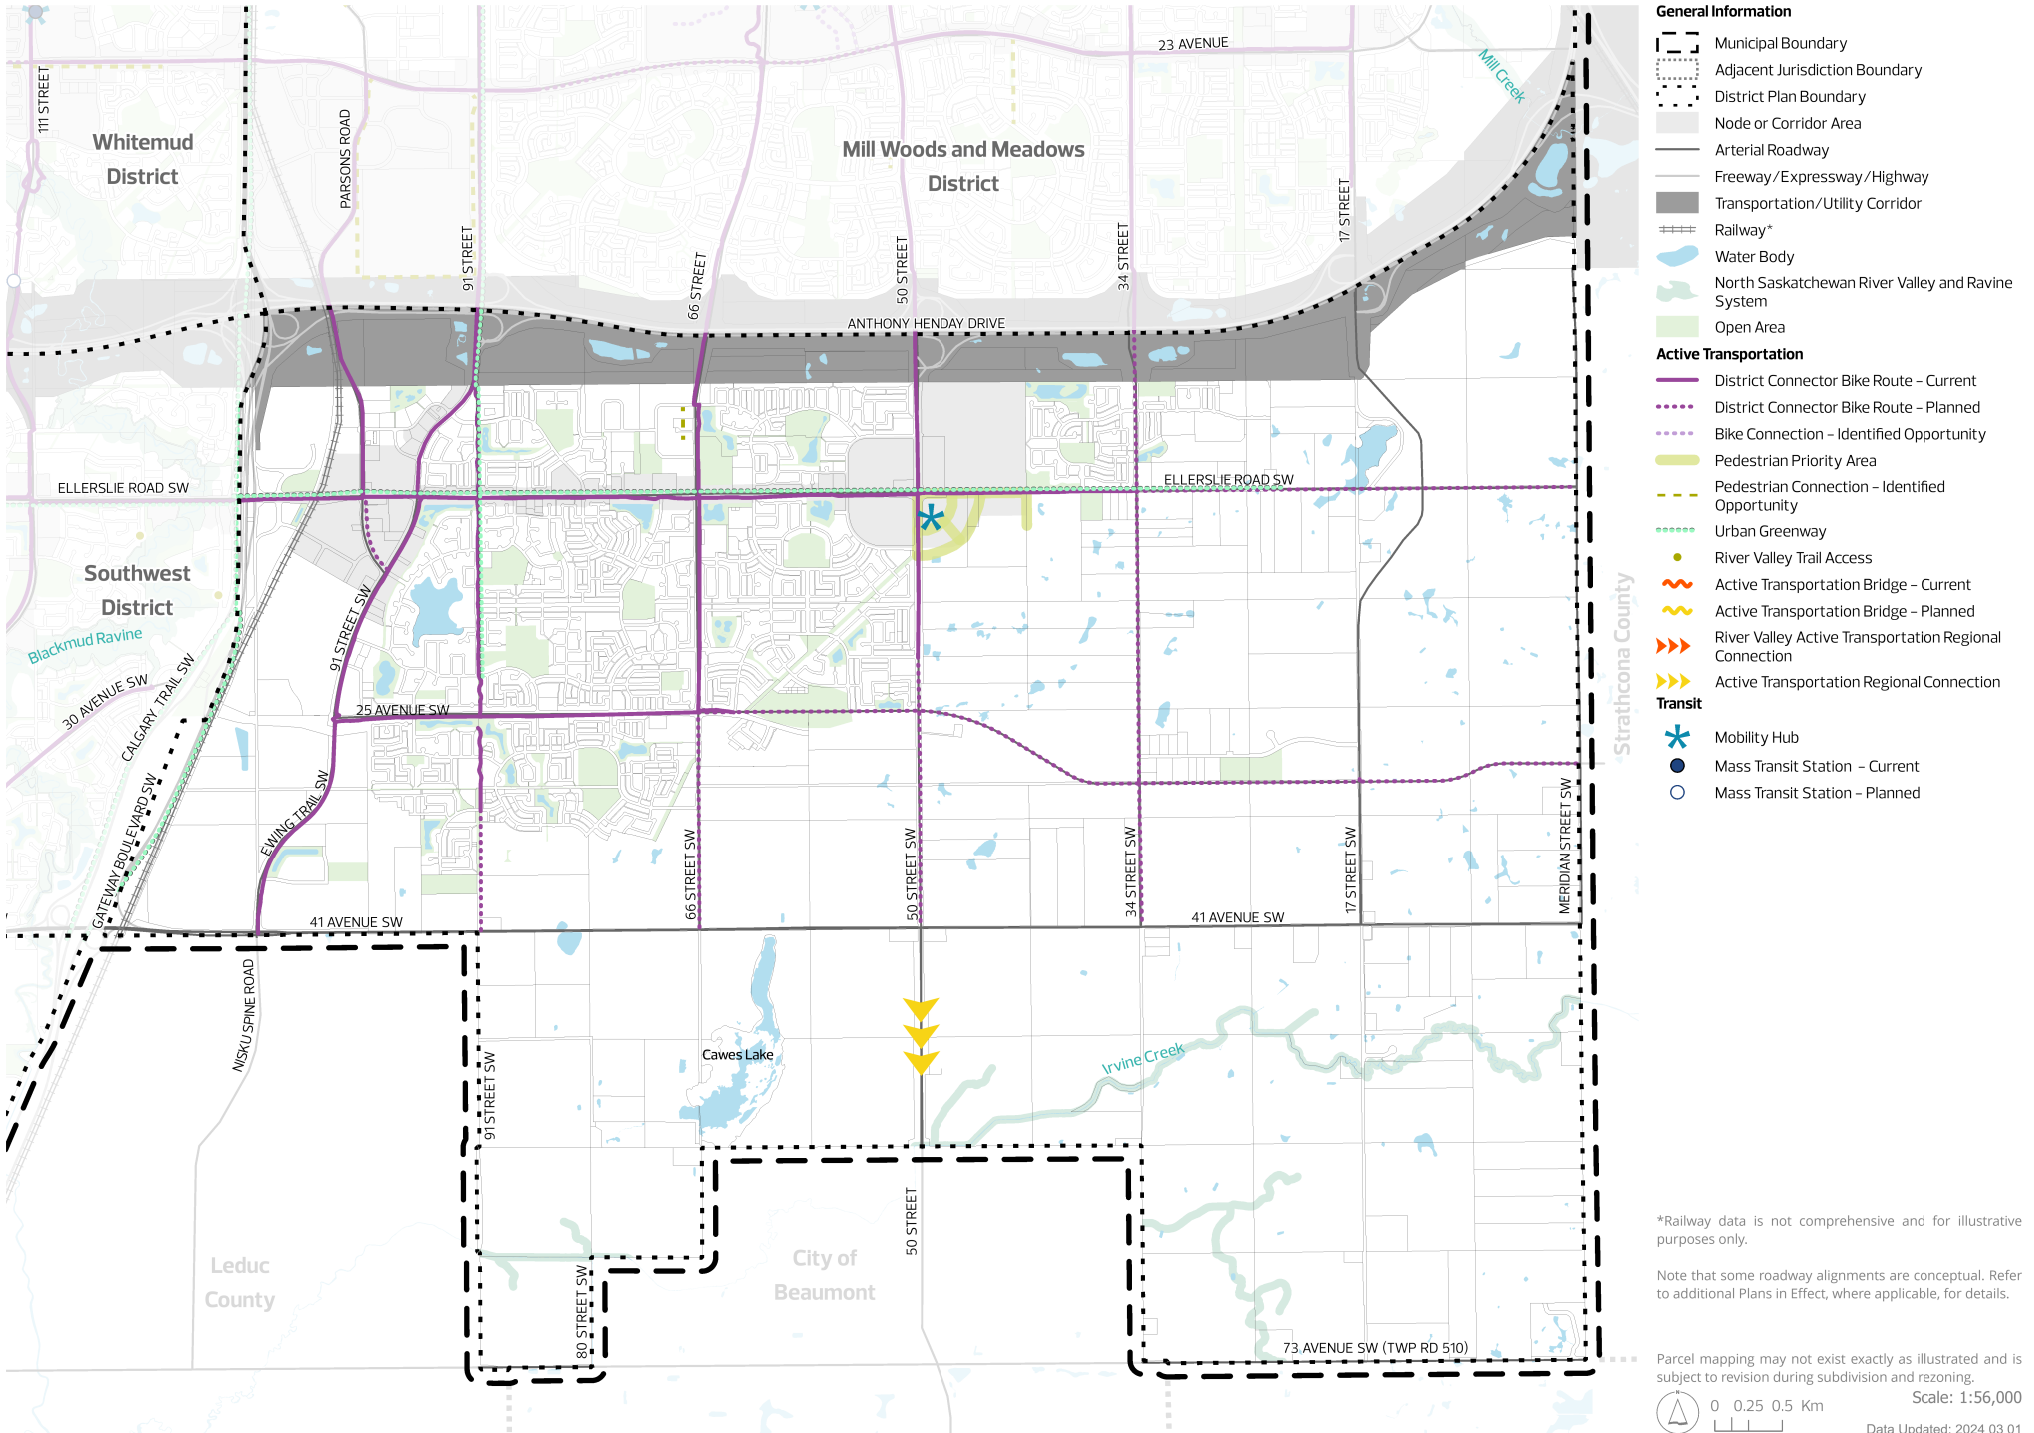 23 AVENUE
Mill Creek
111 STREET
Whitemud
District
PARSONS ROAD
Mill Woods and Meadows
District
91 STREET
66 STREET
50 STREET
34 STREET
17 STREET
ANTHONY HENDAY DRIVE
ELLERSLIE ROAD SW
ELLERSLIE ROAD SW
Southwest
District
Blackmud Ravine
30 AVENUE SW
CALGARY TRAIL SW
GATEWAY BOULEVARD SW
91 STREET SW
25 AVENUE SW
EWING TRAIL SW
66 STREET SW
50 STREET SW
34 STREET SW
17 STREET SW
MERIDIAN STREET SW
Strathcona County
41 AVENUE SW
41 AVENUE SW
NISKU SPINE ROAD
91 STREET SW
Cawes Lake
Irvine Creek
50 STREET
Leduc
County
City of
Beaumont
80 STREET SW
73 AVENUE SW (TWP RD 510)
General Information
Municipal Boundary
Adjacent Jurisdiction Boundary
District Plan Boundary
Node or Corridor Area
Arterial Roadway
Freeway/Expressway/Highway
Transportation/Utility Corridor
Railway*
Water Body
North Saskatchewan River Valley and Ravine
System
Open Area
Active Transportation
District Connector Bike Route – Current
District Connector Bike Route – Planned
Bike Connection – Identified Opportunity
Pedestrian Priority Area
Pedestrian Connection – Identified
Opportunity
Urban Greenway
River Valley Trail Access
Active Transportation Bridge – Current
Active Transportation Bridge – Planned
River Valley Active Transportation Regional
Connection
Active Transportation Regional Connection
Transit
Mobility Hub
Mass Transit Station – Current
Mass Transit Station – Planned
*Railway data is not comprehensive and for illustrative
purposes only.
Note that some roadway alignments are conceptual. Refer
to additional Plans in Effect, where applicable, for details.
Parcel mapping may not exist exactly as illustrated and is
subject to revision during subdivision and rezoning.
Scale: 1:56,000
N
0 0.25 0.5 Km
Data Updated: 2024 03 01